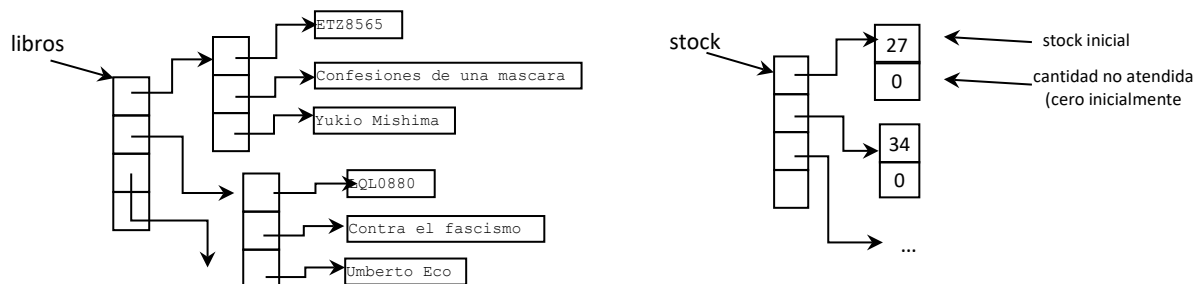 libros
ETZ8565
Confesiones de una mascara
Yukio Mishima
LQL0880
Contra el fascismo
Umberto Eco
stock
27
0
34
0
...
stock inicial
cantidad no atendida
(cero inicialmente